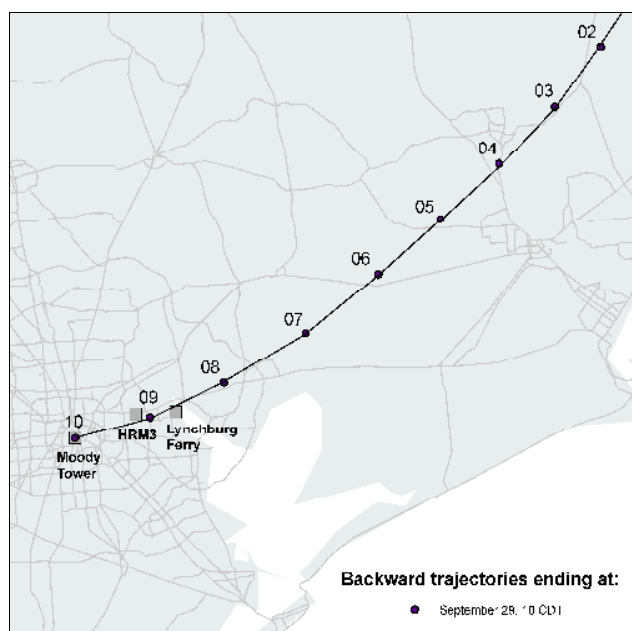 02
03
04
05
06
07
08
09
10
HRM3
Lynchburg
Ferry
Moody
Tower
Backward trajectories ending at:
September 29, 10 CDT